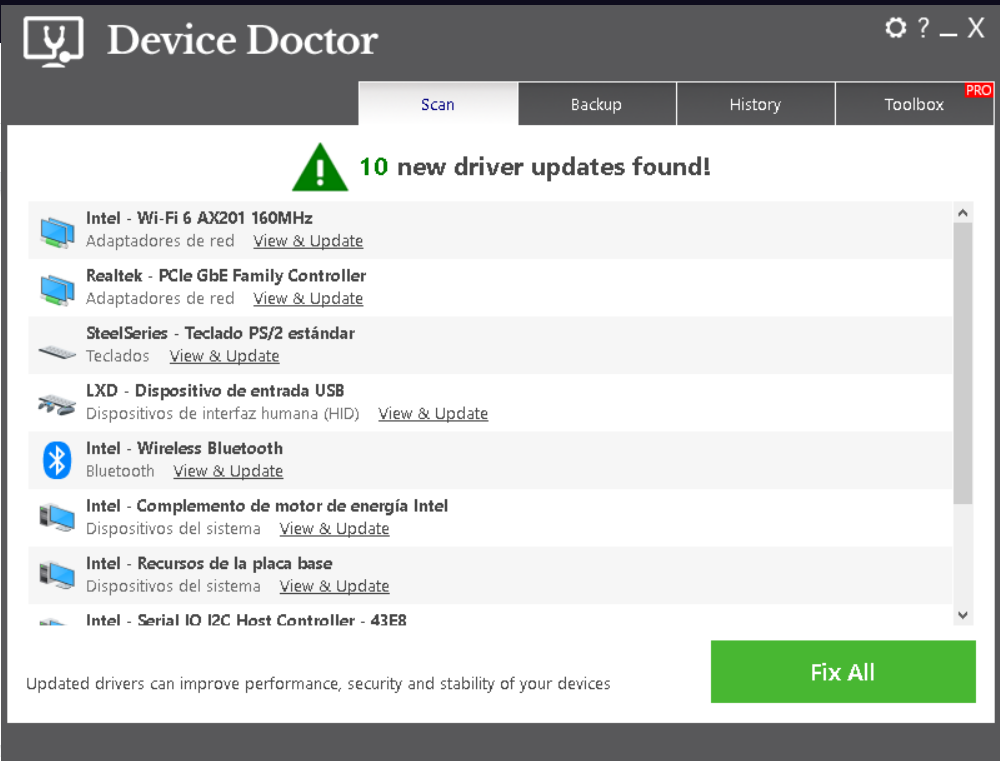 Device Doctor
? _ X
Scan
Backup
History
Toolbox
PRO
10 new driver updates found!
Intel - Wi-Fi 6 AX201 160MHz
Adaptadores de red View & Update
Realtek - PCIe GbE Family Controller
Adaptadores de red View & Update
SteelSeries - Teclado PS/2 estándar
Teclados View & Update
LXD - Dispositivo de entrada USB
Dispositivos de interfaz humana (HID) View & Update
Intel - Wireless Bluetooth
Bluetooth View & Update
Intel - Complemento de motor de energía Intel
Dispositivos del sistema View & Update
Intel - Recursos de la placa base
Dispositivos del sistema View & Update
Intel - Serial IO I2C Host Controller - 43E8
Updated drivers can improve performance, security and stability of your devices
Fix All